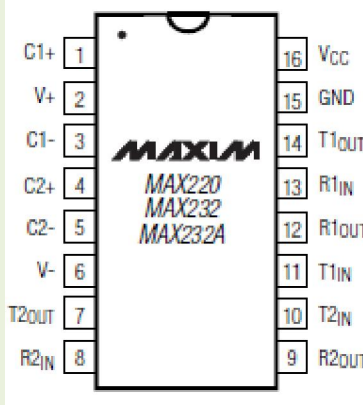 C1+ 1 16 VCC
V+ 2 15 GND
C1- 3 14 T1OUT
MAXIM
C2+ 4 MAX220 13 R1IN
MAX232
C2- 5 MAX232A 12 R1OUT
V- 6 11 T1IN
T2OUT 7 10 T2IN
R2IN 8 9 R2OUT